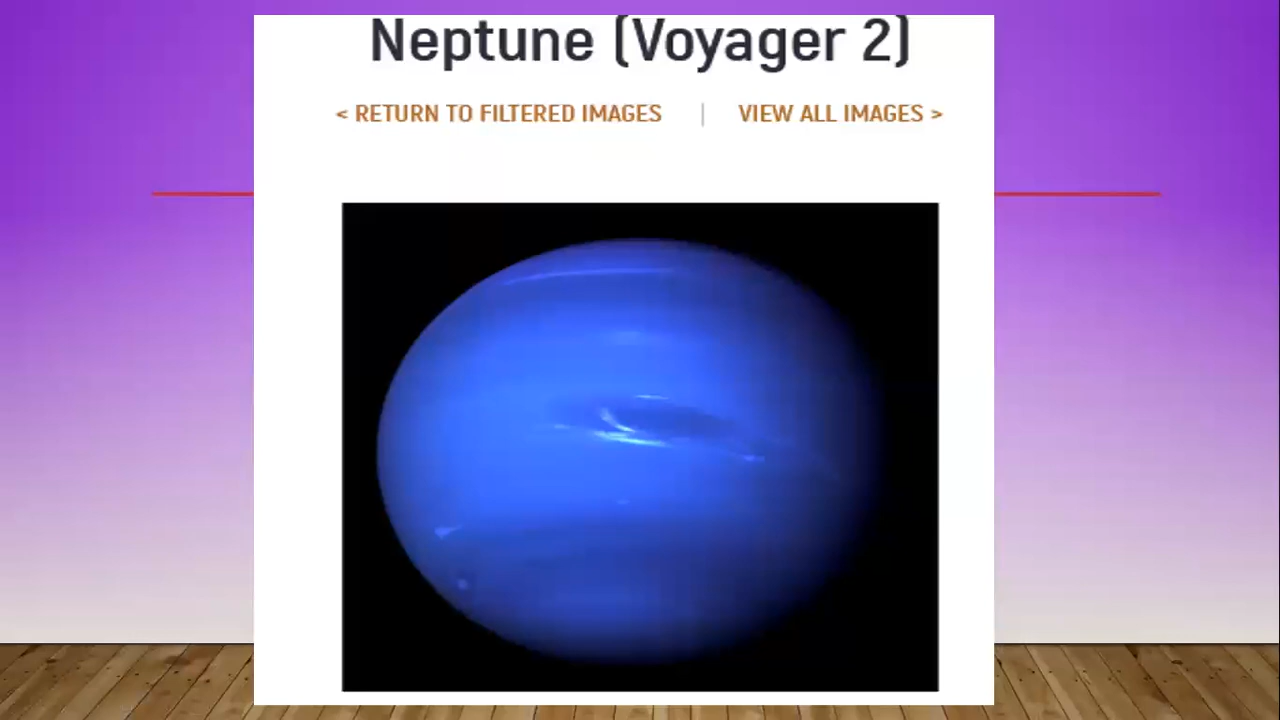 Neptune (Voyager 2)
< RETURN TO FILTERED IMAGES | VIEW ALL IMAGES >